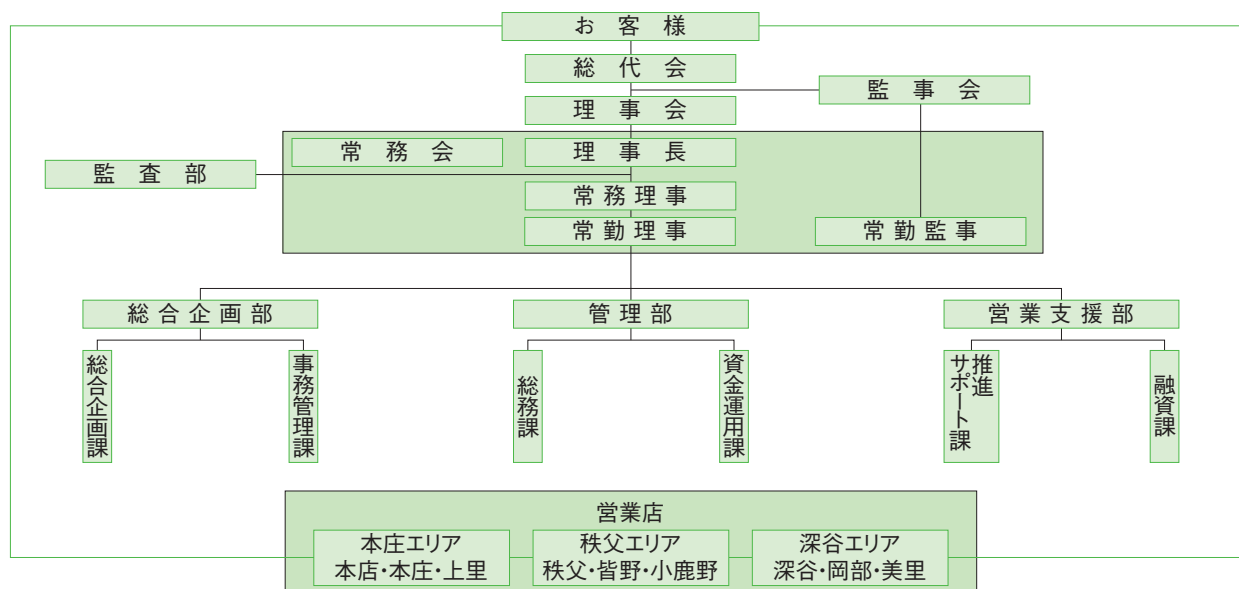 お客様
総代会
監事会
理事会
常務会
理事長
監査部
常務理事
常勤理事
常勤監事
総合企画部
管理部
営業支援部
総合企画課
事務管理課
総務課
資金運用課
推進
サポート課
融資課
営業店
本庄エリア
本店・本庄・上里
秩父エリア
秩父・皆野・小鹿野
深谷エリア
深谷・岡部・美里